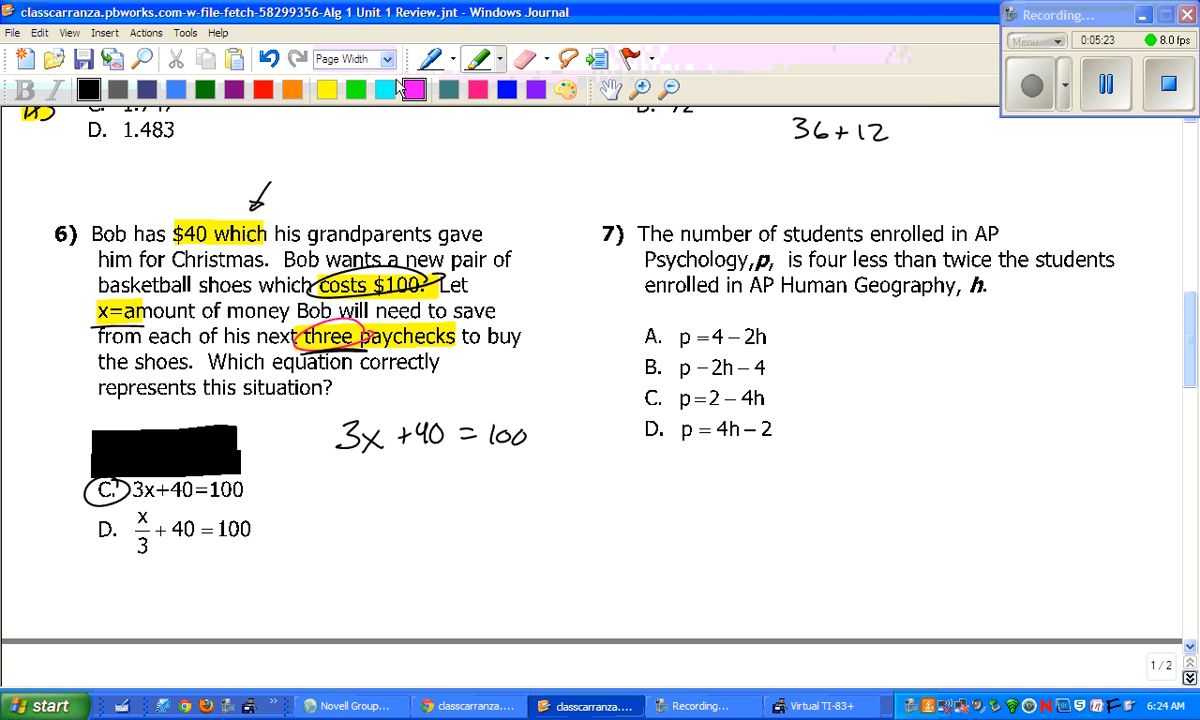 classcarranza.pbworks.com-w-file-fetch-58299356-Alg 1 Unit 1 Review.jnt - Windows Journal
Recording...
File Edit View Insert Actions Tools Help
Menu 0:05:23 8.0 fps
Page Width
B I
D. 1.483
36+12
6) Bob has $40 which his grandparents gave
him for Christmas. Bob wants a new pair of
basketball shoes which costs $100. Let
x=amount of money Bob will need to save
from each of his next three paychecks to buy
the shoes. Which equation correctly
represents this situation?
3x +40 = 100
C. 3x+40=100
D. x/3 + 40 = 100
7) The number of students enrolled in AP
Psychology, p, is four less than twice the students
enrolled in AP Human Geography, h.
A. p = 4 – 2h
B. p – 2h – 4
C. p = 2 – 4h
D. p = 4h – 2
1 / 2
start Novell Group... classcarranza.... classcarranza.... Recording... Virtual TI-83+ 6:24 AM